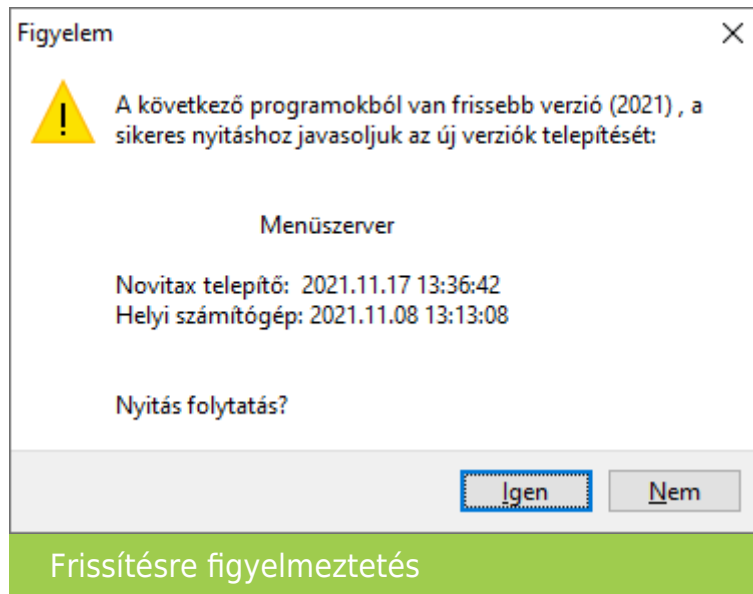 Figyelem
A következő programokból van frissebb verzió (2021) , a
sikeres nyitáshoz javasoljuk az új verziók telepítését:
Menüszerver
Novitax telepítő: 2021.11.17 13:36:42
Helyi számítógép: 2021.11.08 13:13:08
Nyitás folytatás?
Igen
Nem
Frissítésre figyelmeztetés